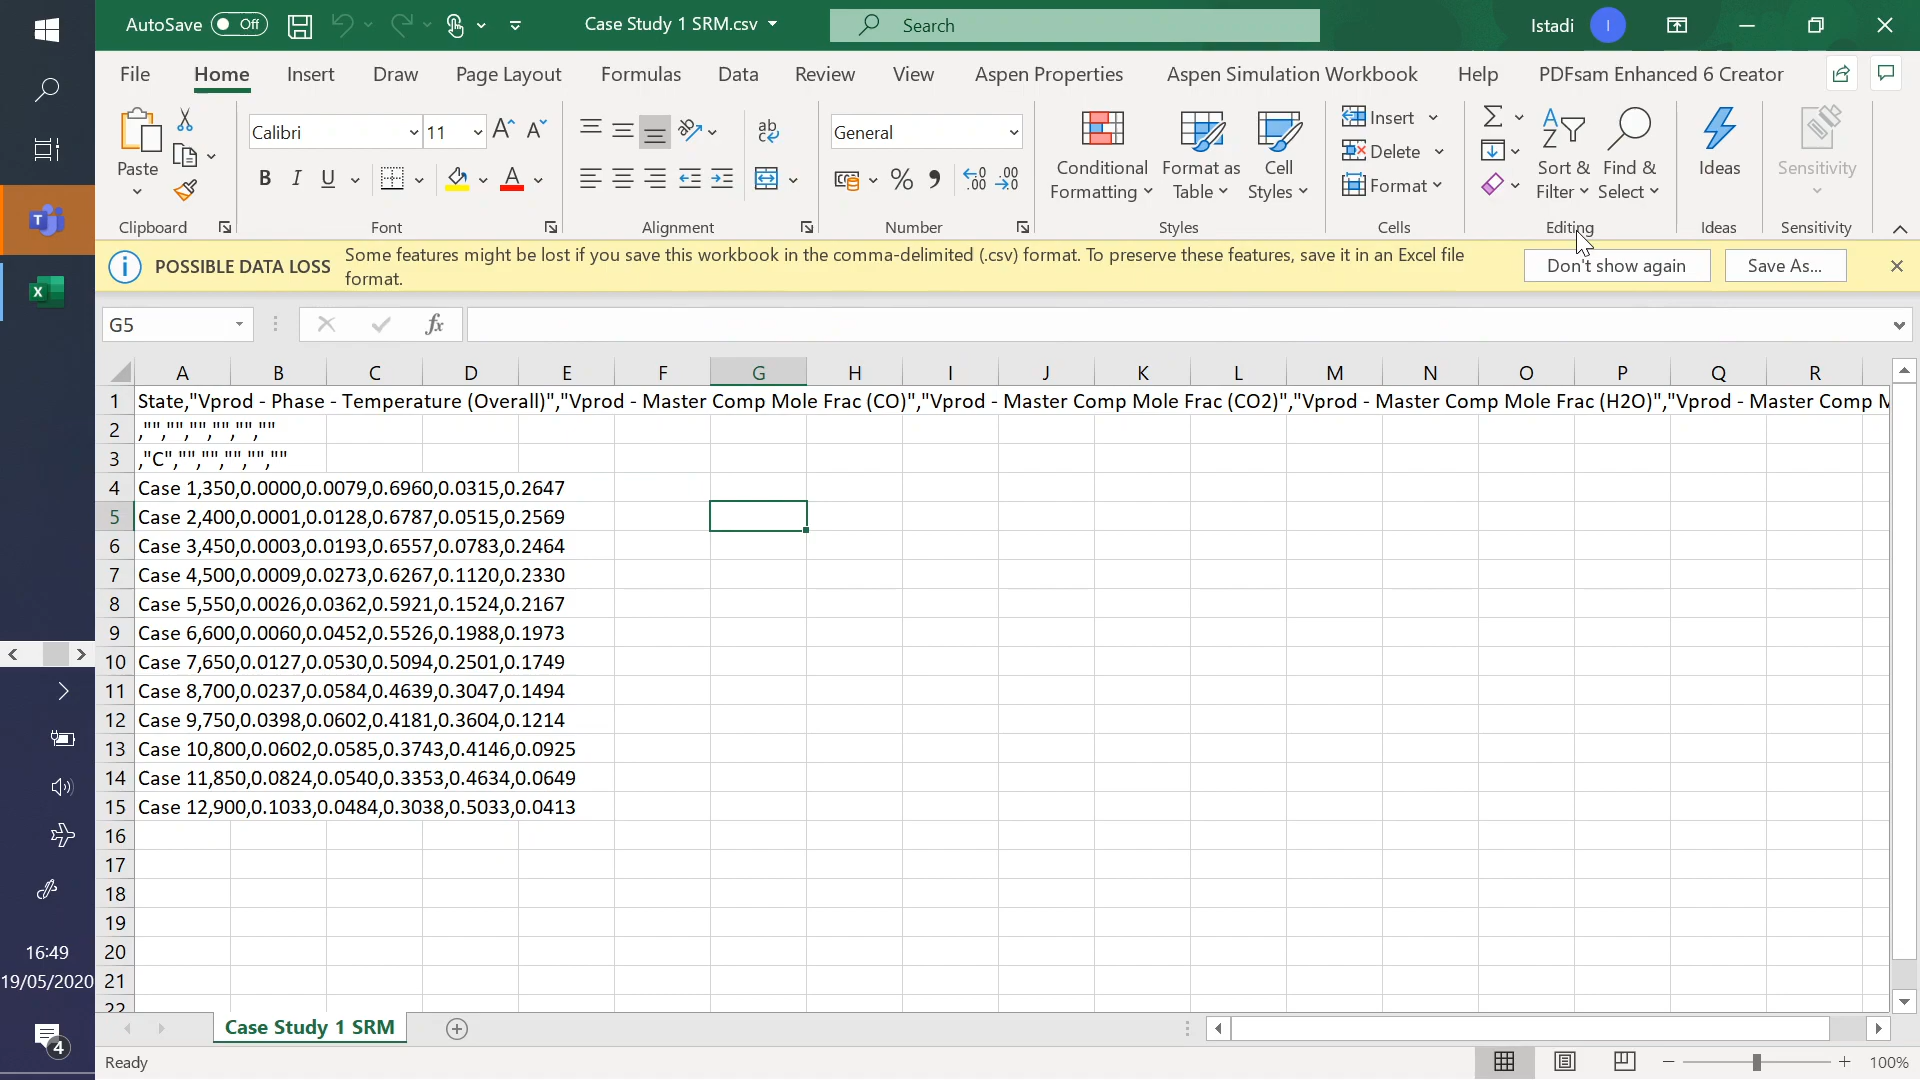 AutoSave Off Case Study 1 SRM.csv Search Istadi I
File Home Insert Draw Page Layout Formulas Data Review View Aspen Properties Aspen Simulation Workbook Help PDFsam Enhanced 6 Creator
Paste
Calibri 11
General
Conditional Formatting
Format as Table
Cell Styles
Insert
Delete
Format
Sort & Filter
Find & Select
Ideas
Sensitivity
Clipboard Font Alignment Number Styles Cells Editing Ideas Sensitivity
POSSIBLE DATA LOSS Some features might be lost if you save this workbook in the comma-delimited (.csv) format. To preserve these features, save it in an Excel file
format.
Don't show again Save As...
G5 fx
A B C D E F G H I J K L M N O P Q R
1 State,"Vprod - Phase - Temperature (Overall)","Vprod - Master Comp Mole Frac (CO)","Vprod - Master Comp Mole Frac (CO2)","Vprod - Master Comp Mole Frac (H2O)","Vprod - Master Comp M
2 ,"","","","","",""
3 ,"C","","","","",""
4 Case 1,350,0.0000,0.0079,0.6960,0.0315,0.2647
5 Case 2,400,0.0001,0.0128,0.6787,0.0515,0.2569
6 Case 3,450,0.0003,0.0193,0.6557,0.0783,0.2464
7 Case 4,500,0.0009,0.0273,0.6267,0.1120,0.2330
8 Case 5,550,0.0026,0.0362,0.5921,0.1524,0.2167
9 Case 6,600,0.0060,0.0452,0.5526,0.1988,0.1973
10 Case 7,650,0.0127,0.0530,0.5094,0.2501,0.1749
11 Case 8,700,0.0237,0.0584,0.4639,0.3047,0.1494
12 Case 9,750,0.0398,0.0602,0.4181,0.3604,0.1214
13 Case 10,800,0.0602,0.0585,0.3743,0.4146,0.0925
14 Case 11,850,0.0824,0.0540,0.3353,0.4634,0.0649
15 Case 12,900,0.1033,0.0484,0.3038,0.5033,0.0413
16
17
18
19
20
21
22
16:49
19/05/2020
4
Case Study 1 SRM
Ready 100%